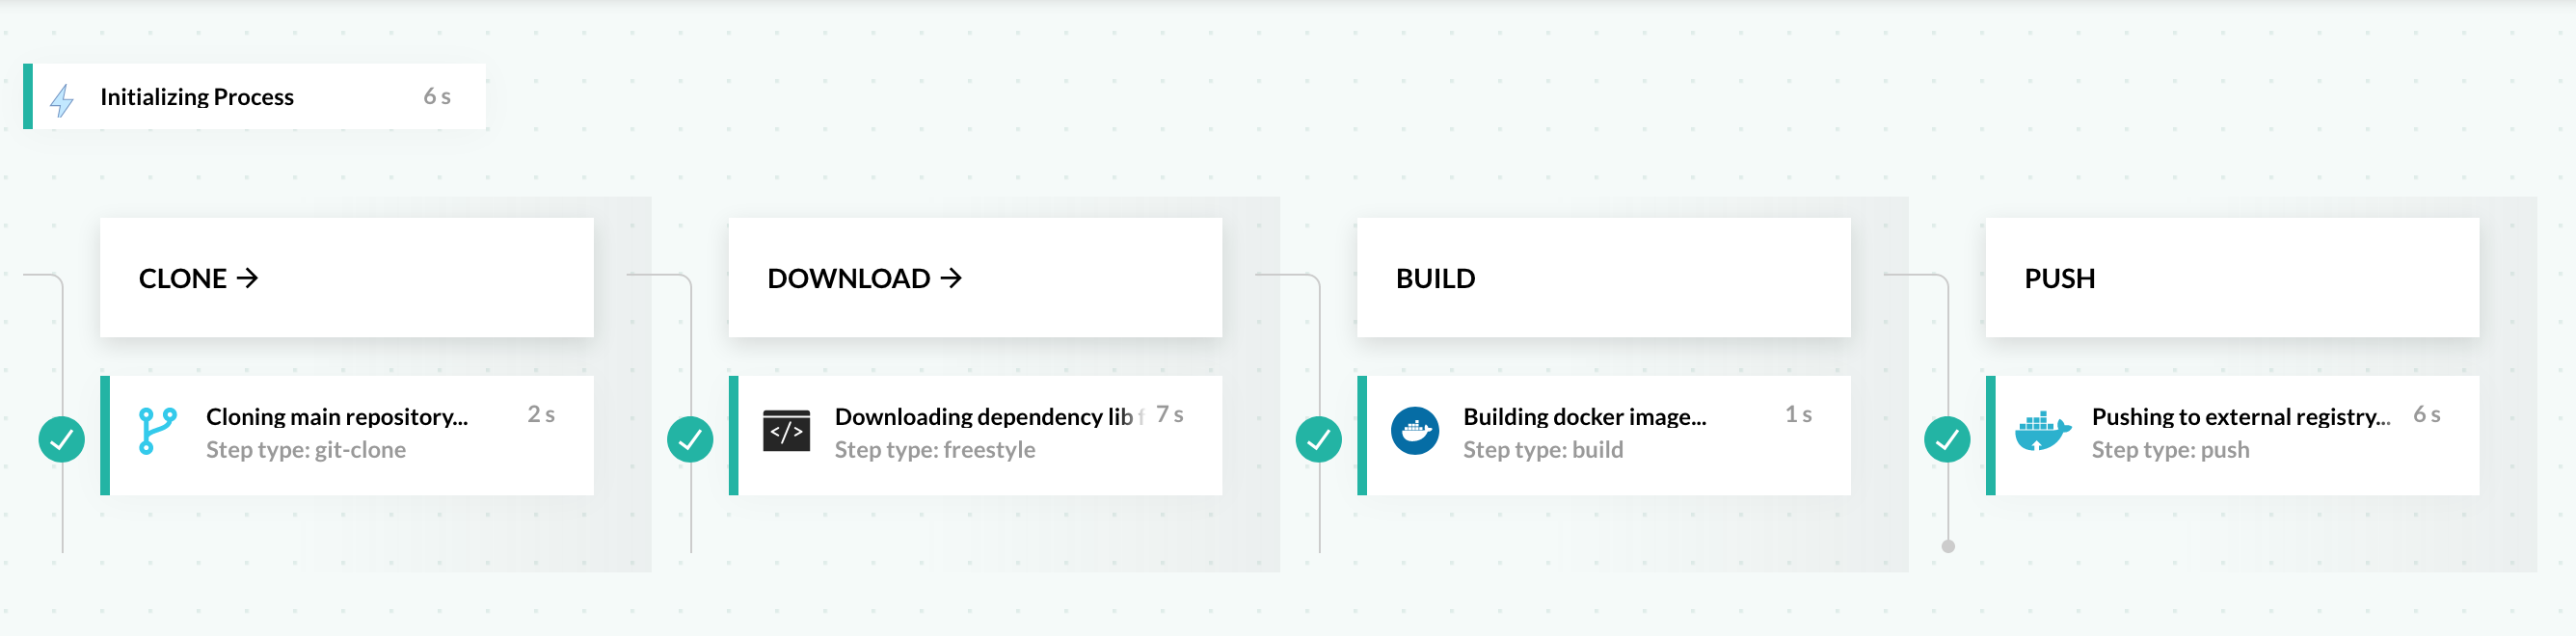 Initializing Process 6 s
CLONE →
DOWNLOAD →
BUILD
PUSH
Cloning main repository... 2 s
Step type: git-clone
Downloading dependency lib f 7 s
Step type: freestyle
</>
Building docker image... 1 s
Step type: build
Pushing to external registry... 6 s
Step type: push